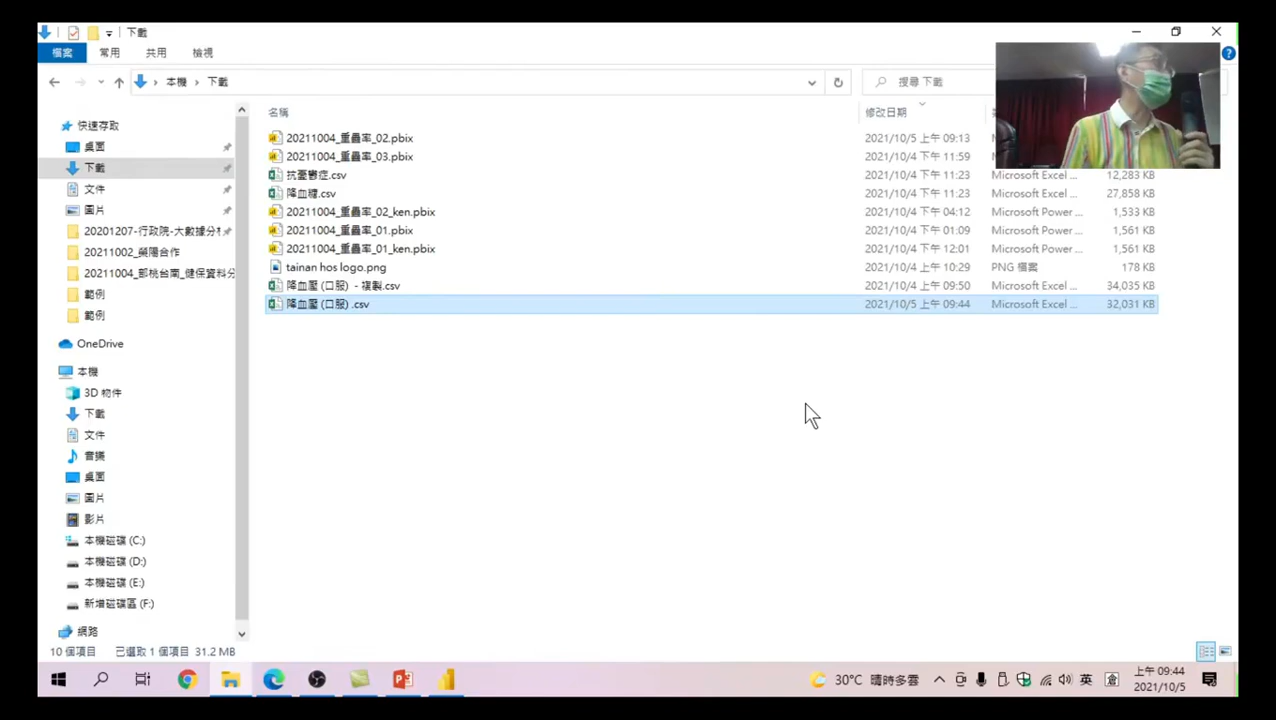 下載
檔案 常用 共用 檢視
本機 下載 搜尋 下載
名稱 修改日期
快速存取
桌面
下載
文件
圖片
20201207-行政院-大數據分析
20211002_榮陽合作
20211004_部桃台南_健保資料分
範例
範例
OneDrive
本機
3D 物件
下載
文件
音樂
桌面
圖片
影片
本機磁碟 (C:)
本機磁碟 (D:)
本機磁碟 (E:)
新增磁碟區 (F:)
網路
20211004_重疊率_02.pbix 2021/10/5 上午 09:13
20211004_重疊率_03.pbix 2021/10/4 下午 11:59
抗憂鬱症.csv 2021/10/4 下午 11:23 Microsoft Excel ... 12,283 KB
降血糖.csv 2021/10/4 下午 11:23 Microsoft Excel ... 27,858 KB
20211004_重疊率_02_ken.pbix 2021/10/4 下午 04:12 Microsoft Power ... 1,533 KB
20211004_重疊率_01.pbix 2021/10/4 下午 01:09 Microsoft Power ... 1,561 KB
20211004_重疊率_01_ken.pbix 2021/10/4 下午 12:01 Microsoft Power ... 1,561 KB
tainan hos logo.png 2021/10/4 上午 10:29 PNG 檔案 178 KB
降血壓 (口服) - 複製.csv 2021/10/4 上午 09:50 Microsoft Excel ... 34,035 KB
降血壓 (口服) .csv 2021/10/5 上午 09:44 Microsoft Excel ... 32,031 KB
10 個項目 已選取 1 個項目 31.2 MB
30°C 晴時多雲 英 倉 上午 09:44
2021/10/5